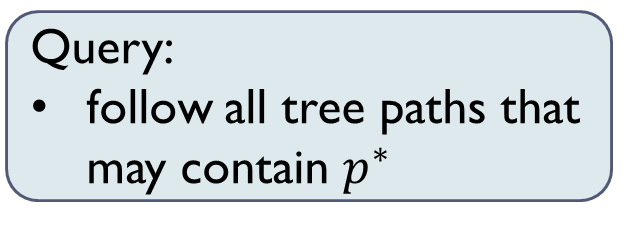 Query:
• follow all tree paths that
may contain p*